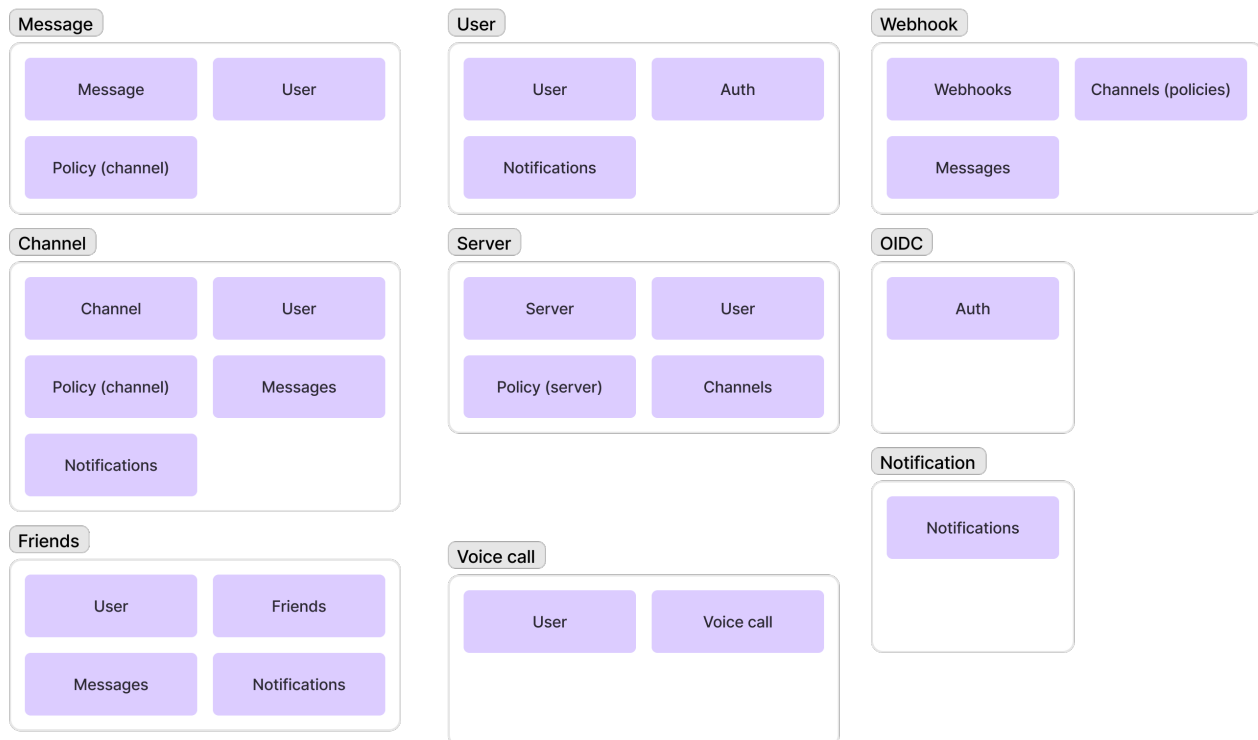 Message
Message
User
Policy (channel)
User
User
Auth
Notifications
Webhook
Webhooks
Channels (policies)
Messages
Channel
Channel
User
Policy (channel)
Messages
Notifications
Server
Server
User
Policy (server)
Channels
OIDC
Auth
Notification
Notifications
Friends
User
Friends
Messages
Notifications
Voice call
User
Voice call